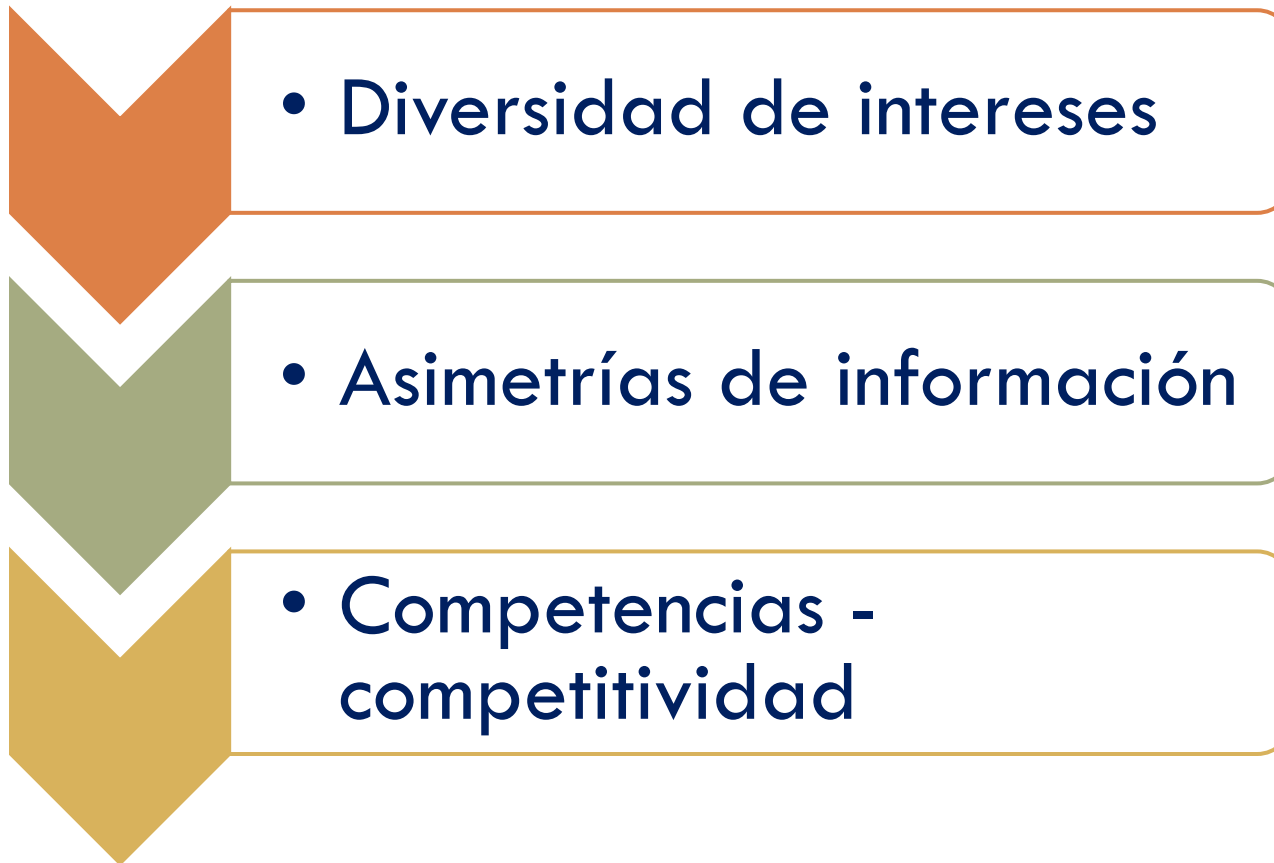 • Diversidad de intereses
• Asimetrías de información
• Competencias -
competitividad